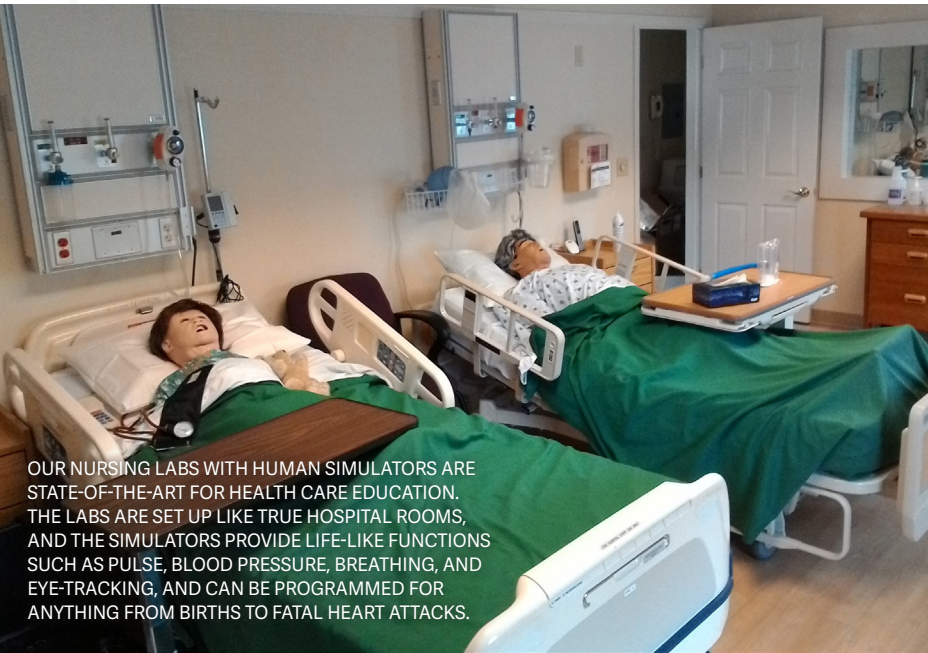 OUR NURSING LABS WITH HUMAN SIMULATORS ARE
STATE-OF-THE-ART FOR HEALTH CARE EDUCATION.
THE LABS ARE SET UP LIKE TRUE HOSPITAL ROOMS,
AND THE SIMULATORS PROVIDE LIFE-LIKE FUNCTIONS
SUCH AS PULSE, BLOOD PRESSURE, BREATHING, AND
EYE-TRACKING, AND CAN BE PROGRAMMED FOR
ANYTHING FROM BIRTHS TO FATAL HEART ATTACKS.